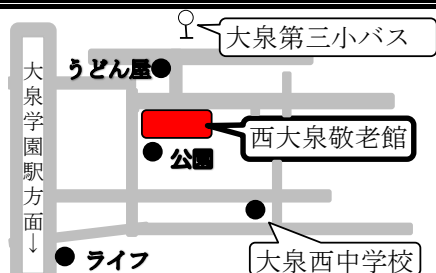 大泉第三小バス
うどん屋
大泉学園駅方面↓
西大泉敬老館
公園
大泉西中学校
ライフ